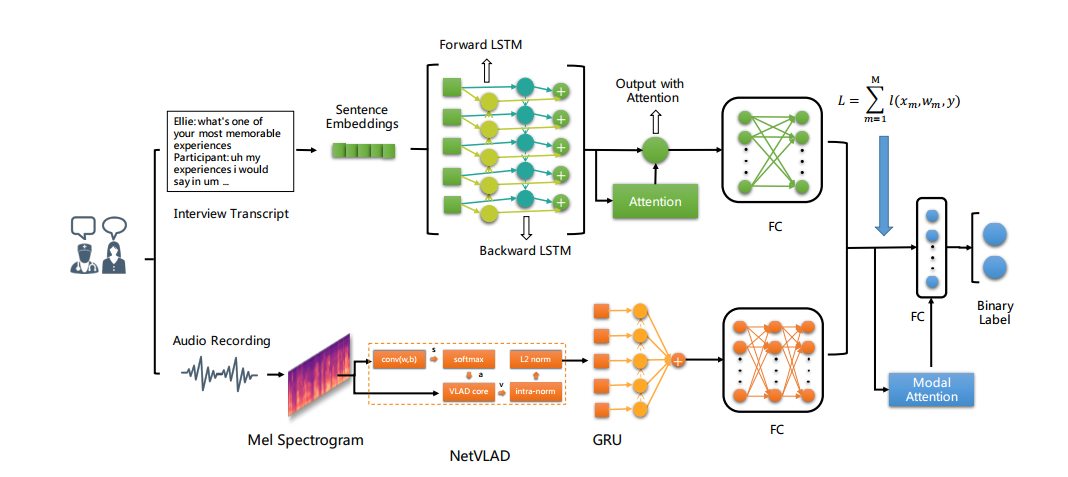 Forward LSTM
Ellie: what's one of
your most memorable
experiences
Participant: uh my
experiences i would
say in um ...
Interview Transcript
Sentence
Embeddings
Backward LSTM
Output with
Attention
Attention
FC
L = \sum_{m=1}^{M} l(x_m,w_m,y)
Audio Recording
Mel Spectrogram
conv(w,b)
s
softmax
a
VLAD core
v
intra-norm
L2 norm
NetVLAD
GRU
FC
FC
Modal
Attention
Binary
Label